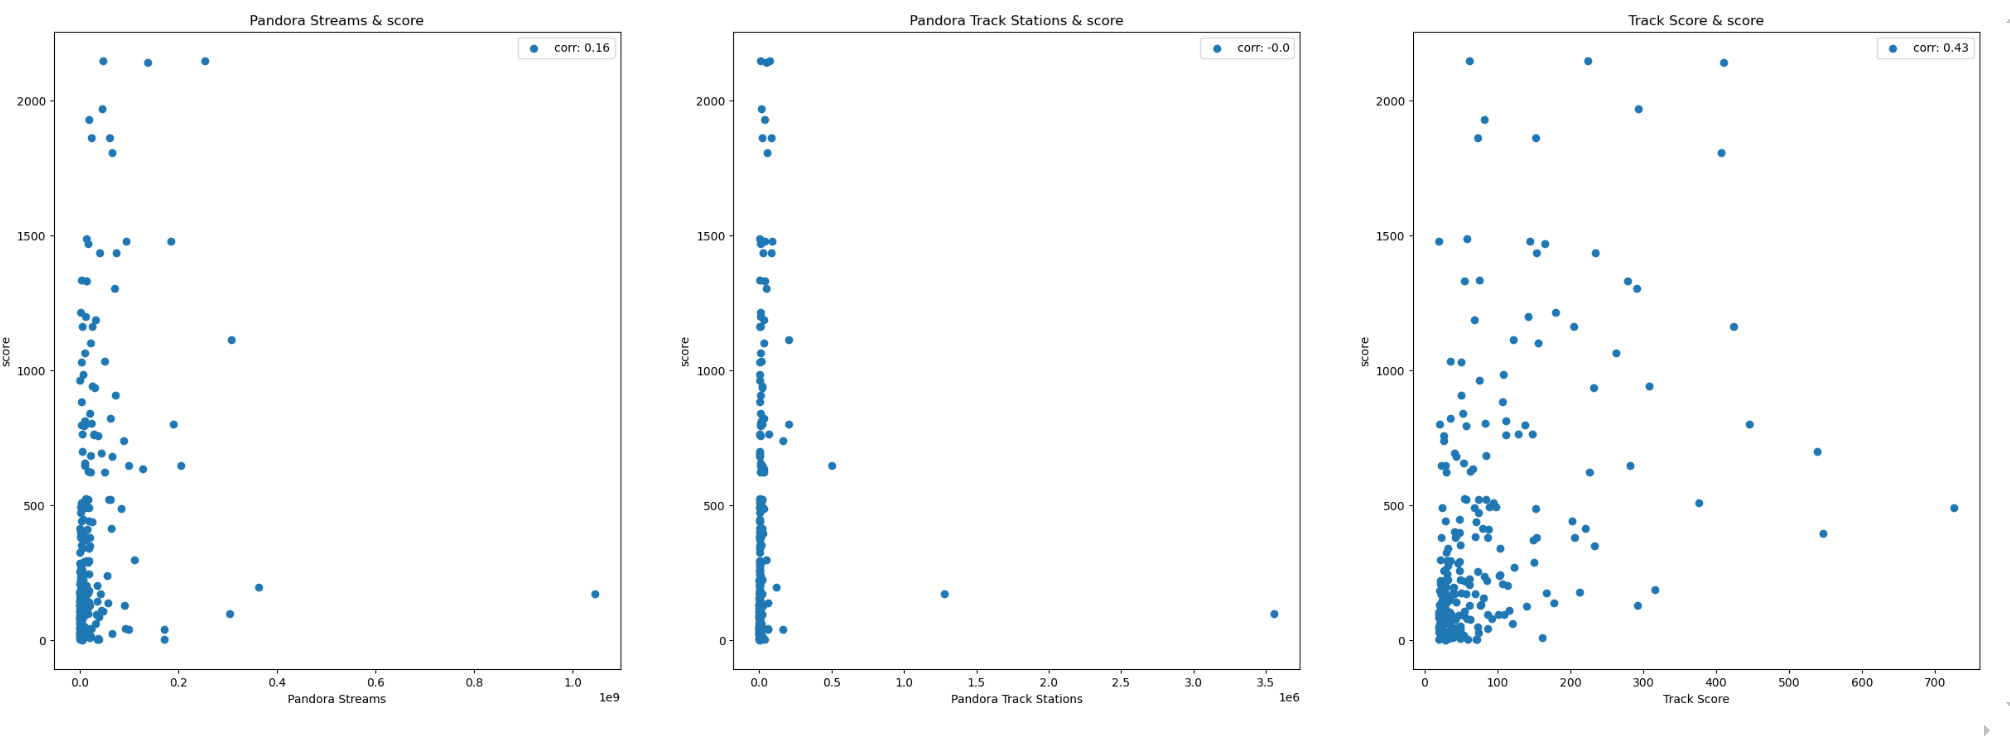 Pandora Streams & score
corr: 0.16
score
2000
1500
1000
500
0
0.0 0.2 0.4 0.6 0.8 1.0
1e9
Pandora Streams
Pandora Track Stations & score
corr: -0.0
score
2000
1500
1000
500
0
0.0 0.5 1.0 1.5 2.0 2.5 3.0 3.5
1e6
Pandora Track Stations
Track Score & score
corr: 0.43
score
2000
1500
1000
500
0
0 100 200 300 400 500 600 700
Track Score